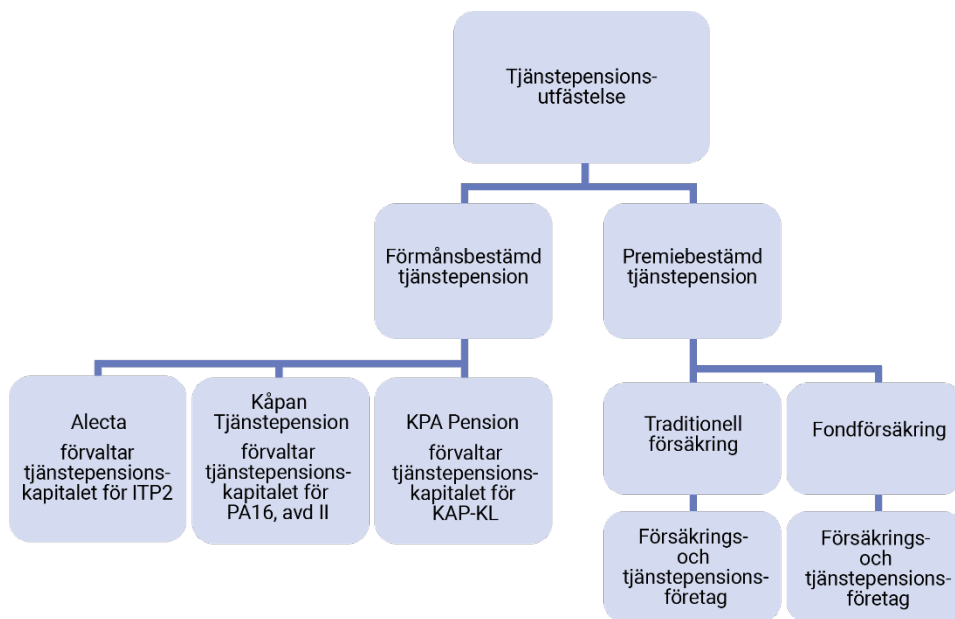 Tjänstepensions-
utfästelse
Förmånsbestämd
tjänstepension
Premiebestämd
tjänstepension
Alecta
förvaltar
tjänstepensions-
kapitalet för ITP2
Kåpan
Tjänstepension
förvaltar
tjänstepensions-
kapitalet för
PA16, avd II
KPA Pension
förvaltar
tjänstepensions-
kapitalet för
KAP-KL
Traditionell
försäkring
Fondförsäkring
Försäkrings-
och
tjänstepensions-
företag
Försäkrings-
och
tjänstepensions-
företag